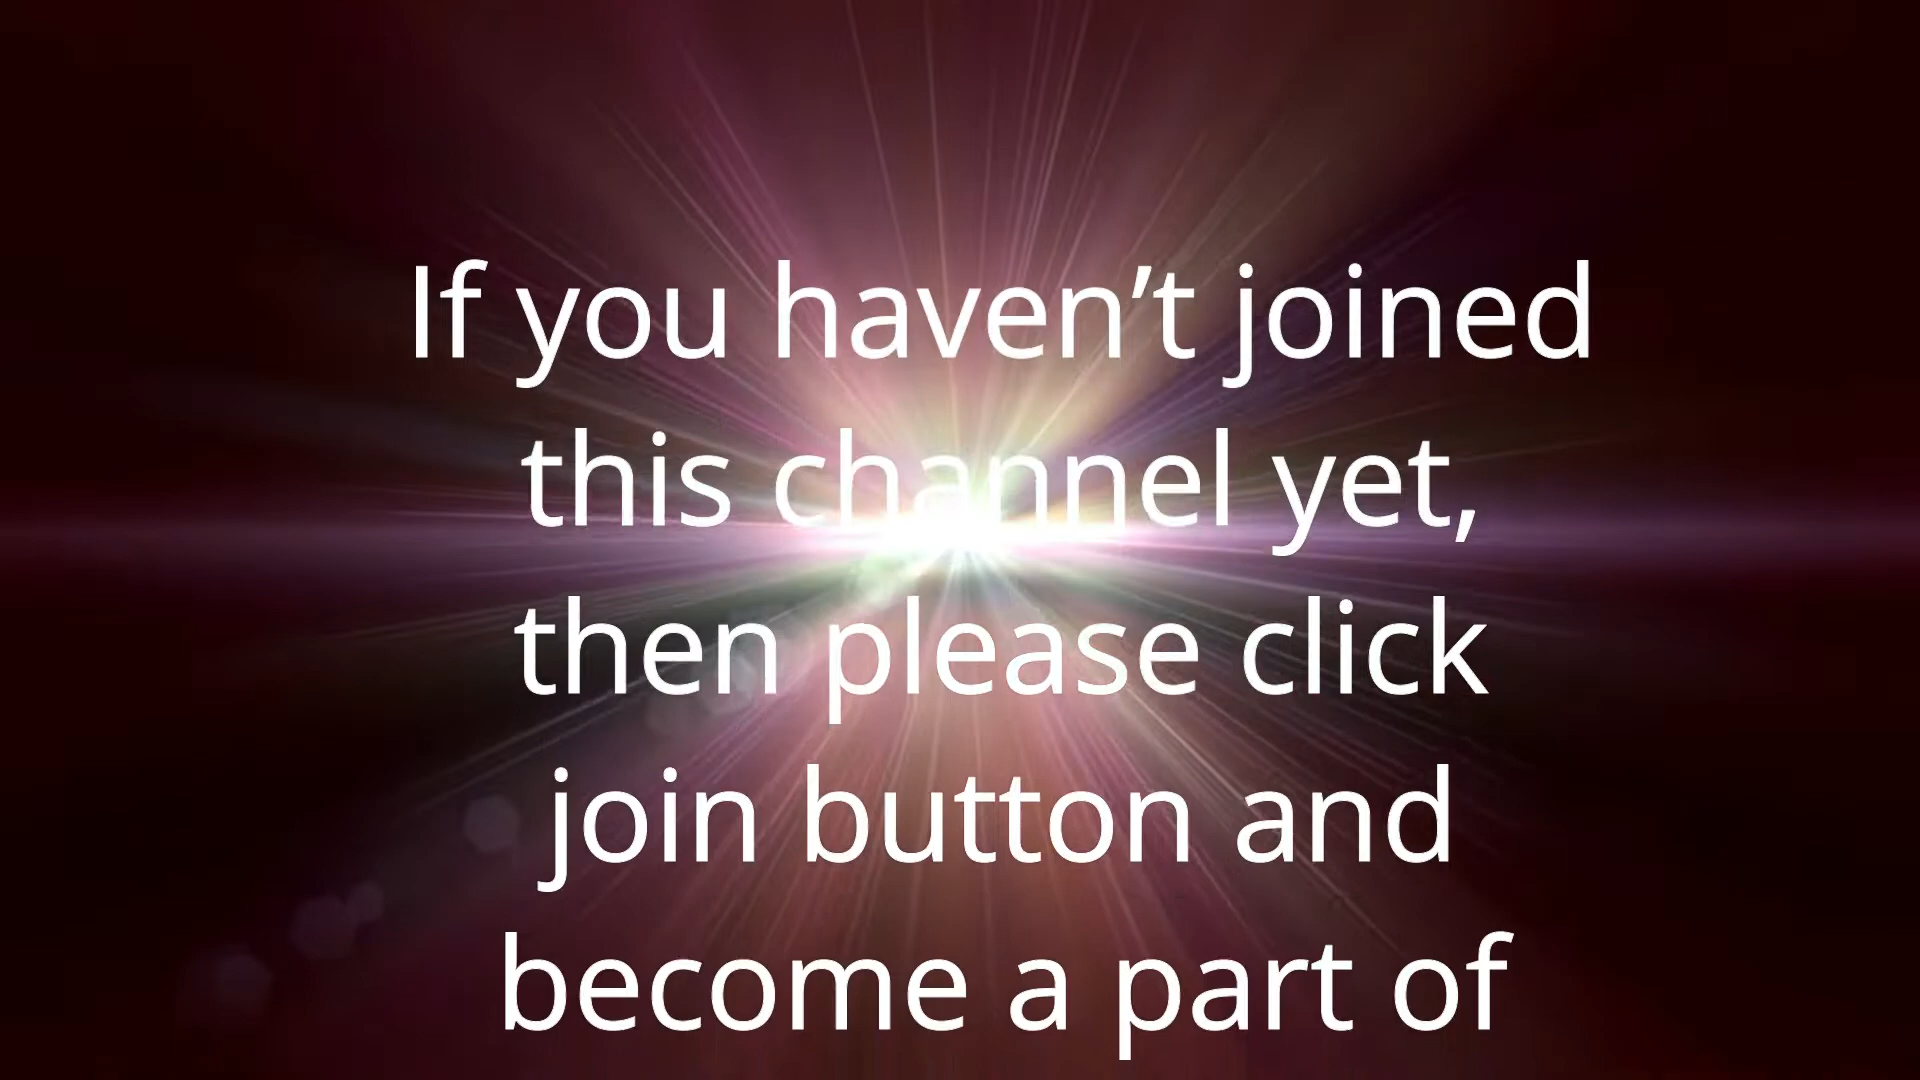 If you haven’t joined
this channel yet,
then please click
join button and
become a part of